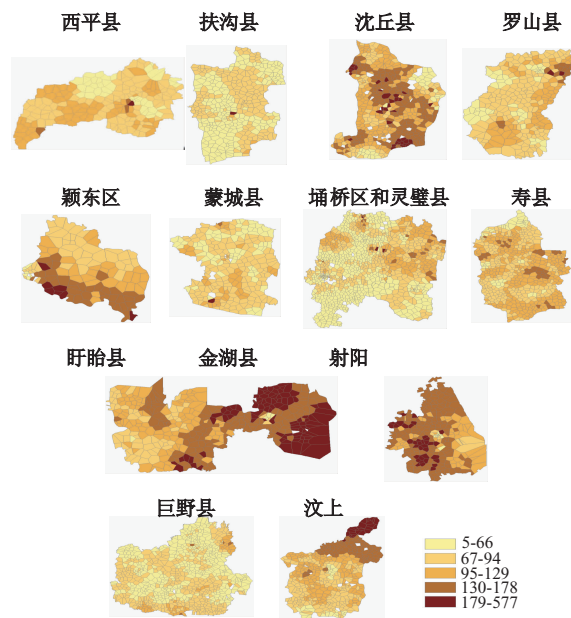 西平县 扶沟县 沈丘县 罗山县
颖东区 蒙城县 埇桥区和灵璧县 寿县
盱眙县 金湖县 射阳
巨野县 汶上
5-66
67-94
95-129
130-178
179-577